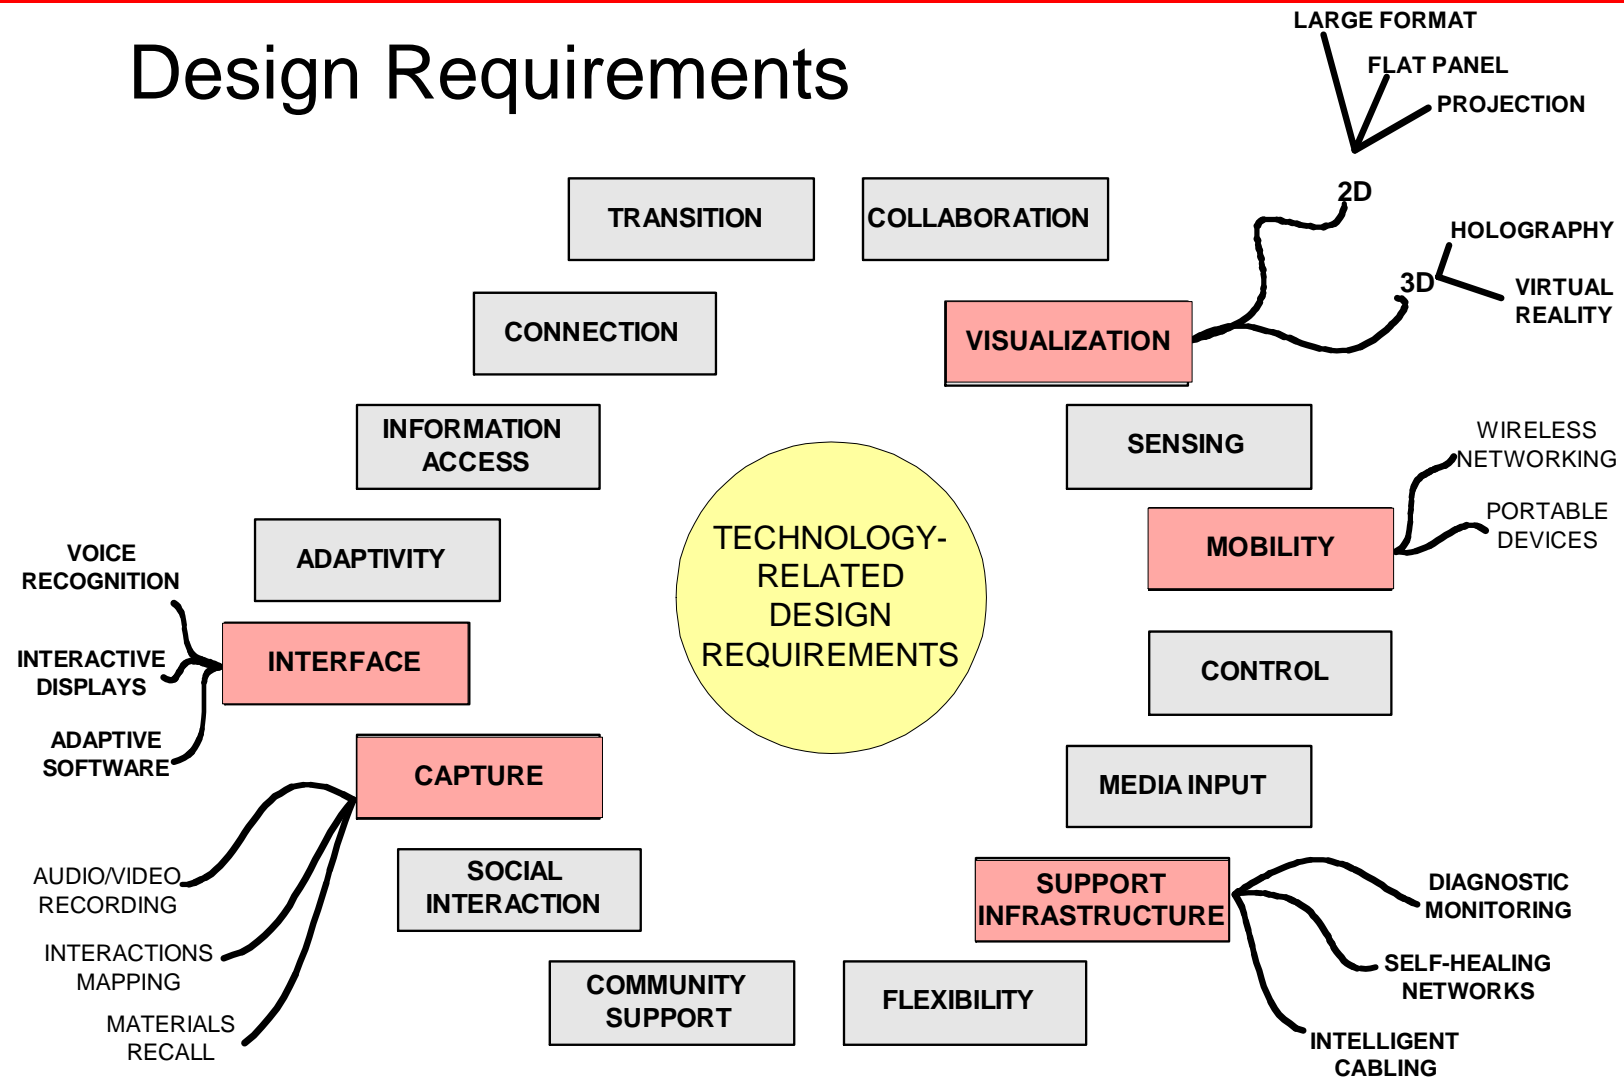 Design Requirements
LARGE FORMAT
FLAT PANEL
PROJECTION
2D
HOLOGRAPHY
3D
VIRTUAL
REALITY
TRANSITION
COLLABORATION
CONNECTION
VISUALIZATION
INFORMATION
ACCESS
SENSING
WIRELESS
NETWORKING
PORTABLE
DEVICES
ADAPTIVITY
MOBILITY
VOICE
RECOGNITION
TECHNOLOGY-
RELATED
DESIGN
REQUIREMENTS
INTERACTIVE
DISPLAYS
INTERFACE
CONTROL
ADAPTIVE
SOFTWARE
CAPTURE
MEDIA INPUT
AUDIO/VIDEO
RECORDING
SOCIAL
INTERACTION
SUPPORT
INFRASTRUCTURE
DIAGNOSTIC
MONITORING
INTERACTIONS
MAPPING
SELF-HEALING
NETWORKS
COMMUNITY
SUPPORT
FLEXIBILITY
MATERIALS
RECALL
INTELLIGENT
CABLING